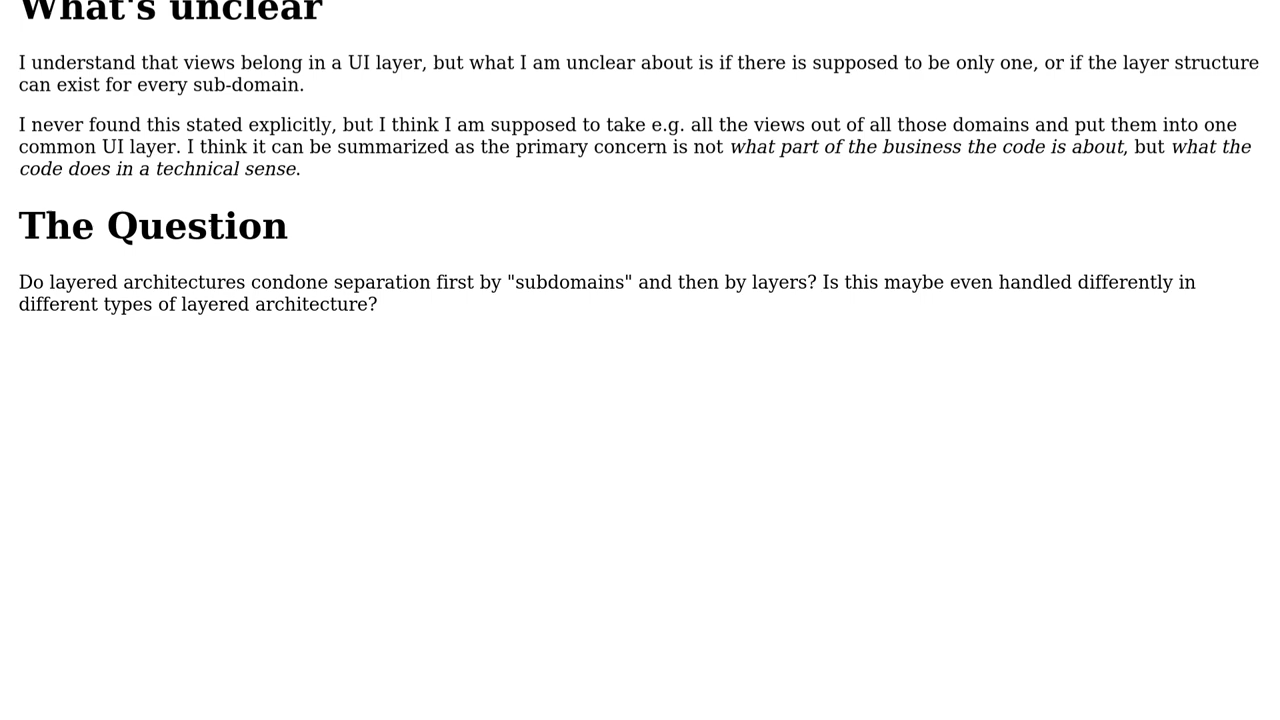 What's unclear
I understand that views belong in a UI layer, but what I am unclear about is if there is supposed to be only one, or if the layer structure
can exist for every sub-domain.
I never found this stated explicitly, but I think I am supposed to take e.g. all the views out of all those domains and put them into one
common UI layer. I think it can be summarized as the primary concern is not what part of the business the code is about, but what the
code does in a technical sense.
The Question
Do layered architectures condone separation first by "subdomains" and then by layers? Is this maybe even handled differently in
different types of layered architecture?